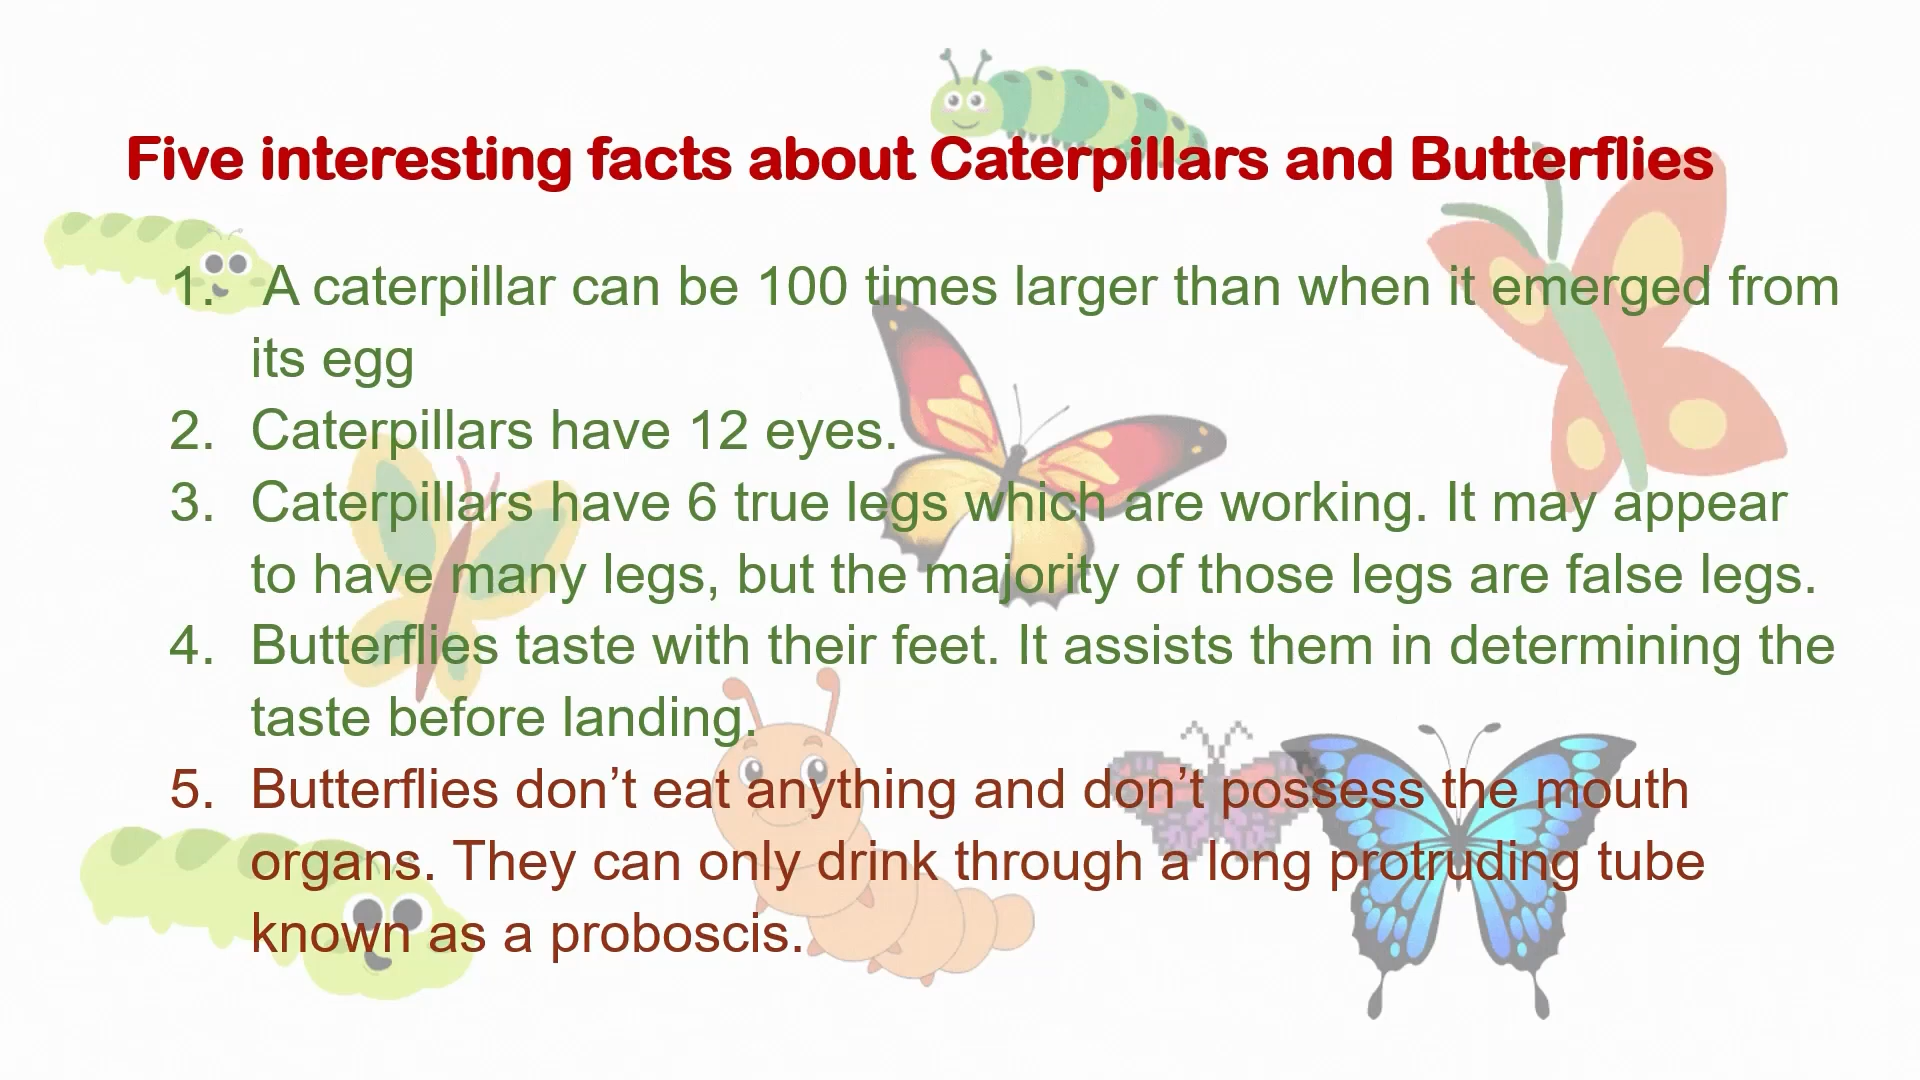 Five interesting facts about Caterpillars and Butterflies
1. A caterpillar can be 100 times larger than when it emerged from
its egg
2. Caterpillars have 12 eyes.
3. Caterpillars have 6 true legs which are working. It may appear
to have many legs, but the majority of those legs are false legs.
4. Butterflies taste with their feet. It assists them in determining the
taste before landing.
5. Butterflies don’t eat anything and don’t possess the mouth
organs. They can only drink through a long protruding tube
known as a proboscis.